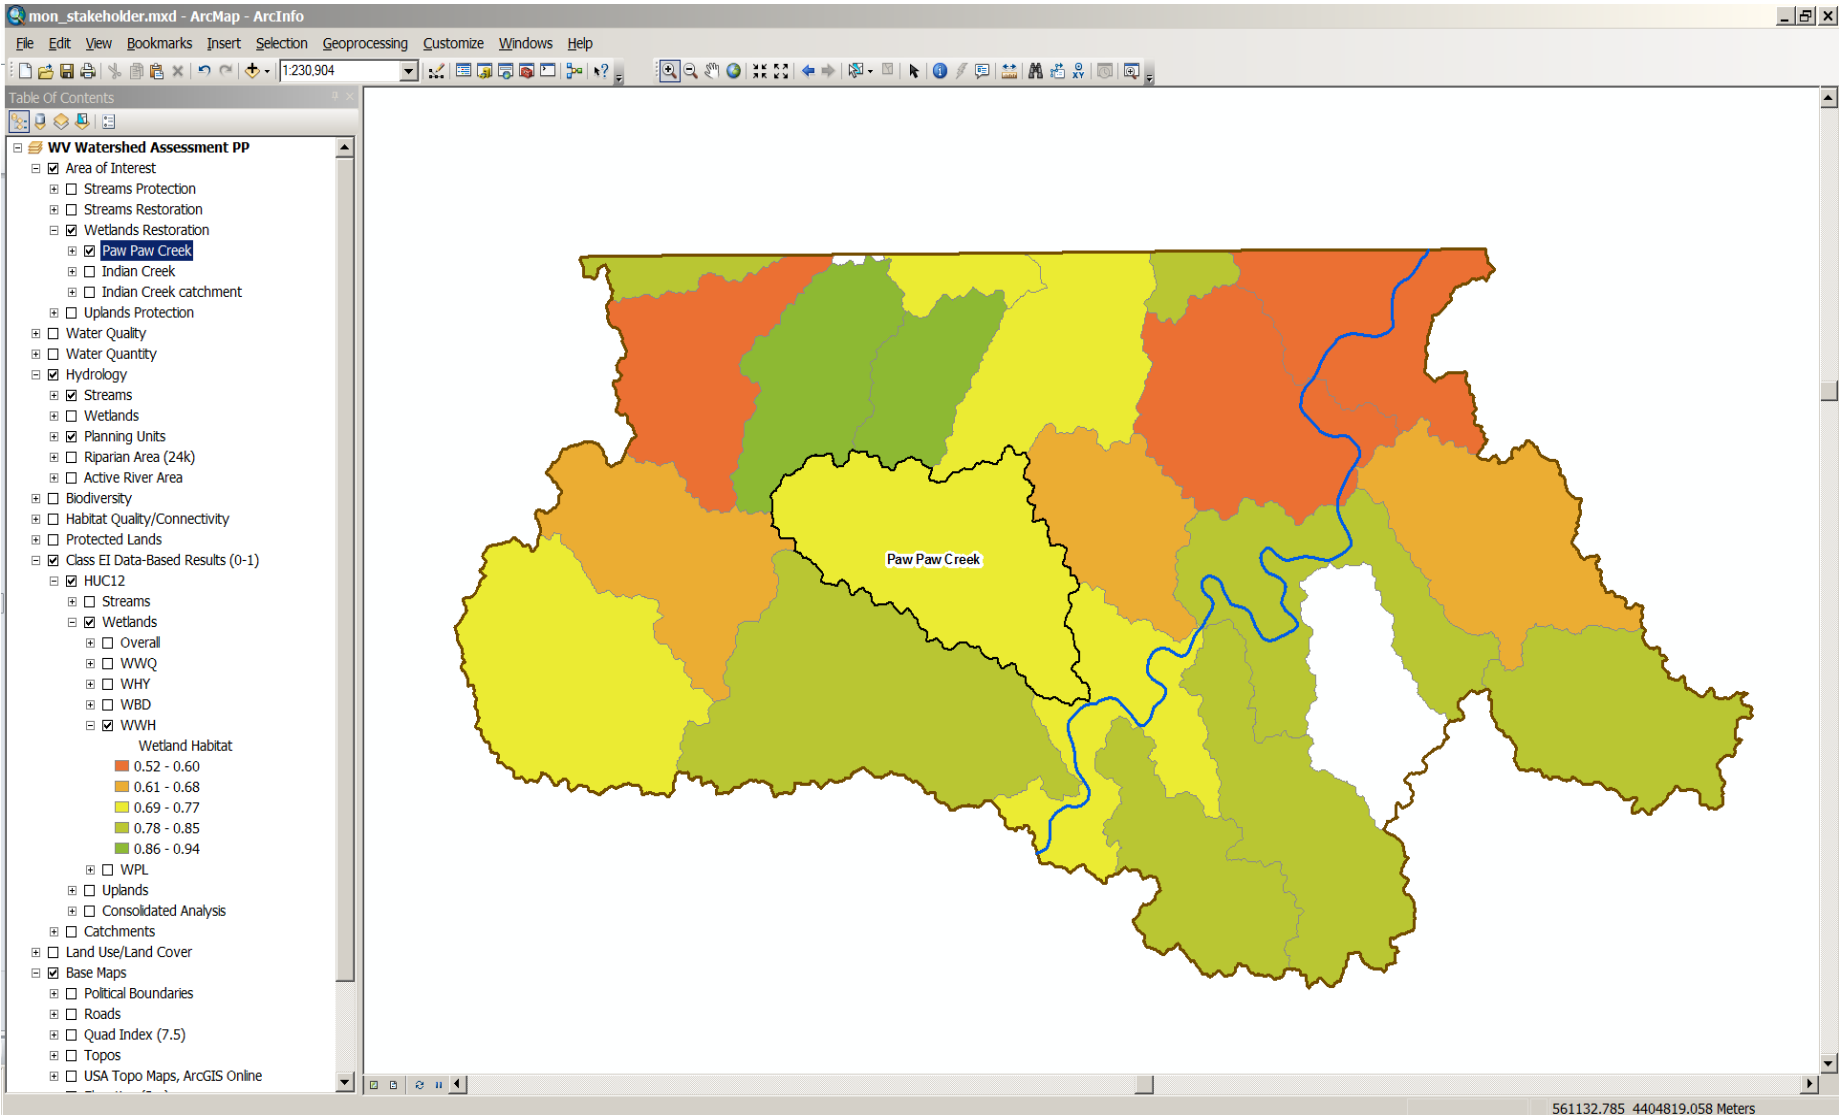 mon_stakeholder.mxd - ArcMap - ArcInfo
File Edit View Bookmarks Insert Selection Geoprocessing Customize Windows Help
1:230,904
Table Of Contents
WV Watershed Assessment PP
Area of Interest
Streams Protection
Streams Restoration
Wetlands Restoration
Paw Paw Creek
Indian Creek
Indian Creek catchment
Uplands Protection
Water Quality
Water Quantity
Hydrology
Streams
Wetlands
Planning Units
Riparian Area (24k)
Active River Area
Biodiversity
Habitat Quality/Connectivity
Protected Lands
Class EI Data-Based Results (0-1)
HUC12
Streams
Wetlands
Overall
WWQ
WHY
WBD
WWH
Wetland Habitat
0.52 - 0.60
0.61 - 0.68
0.69 - 0.77
0.78 - 0.85
0.86 - 0.94
WPL
Uplands
Consolidated Analysis
Catchments
Land Use/Land Cover
Base Maps
Political Boundaries
Roads
Quad Index (7.5)
Topos
USA Topo Maps, ArcGIS Online
Paw Paw Creek
561132.785 4404819.058 Meters